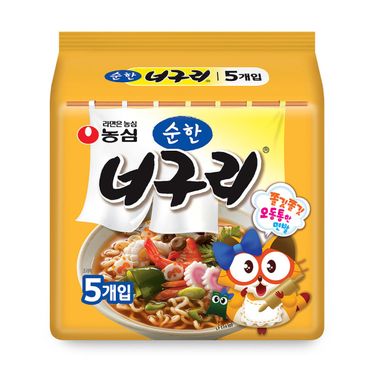 순한 너구리 5개입
라면은 농심
농심
순한
너구리®
쫄깃쫄깃
오동통한
면발
5개입